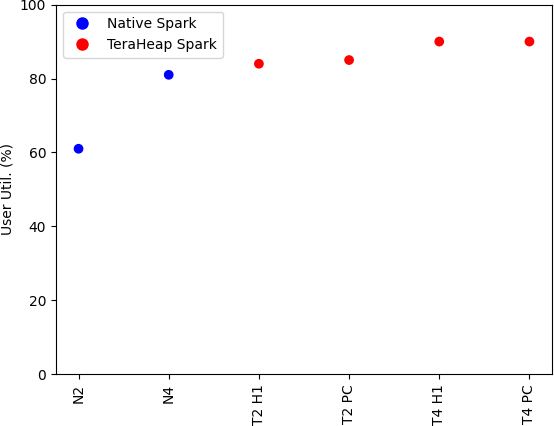 Native Spark
TeraHeap Spark
User Util. (%)
100
80
60
40
20
0
N2
N4
T2 H1
T2 PC
T4 H1
T4 PC